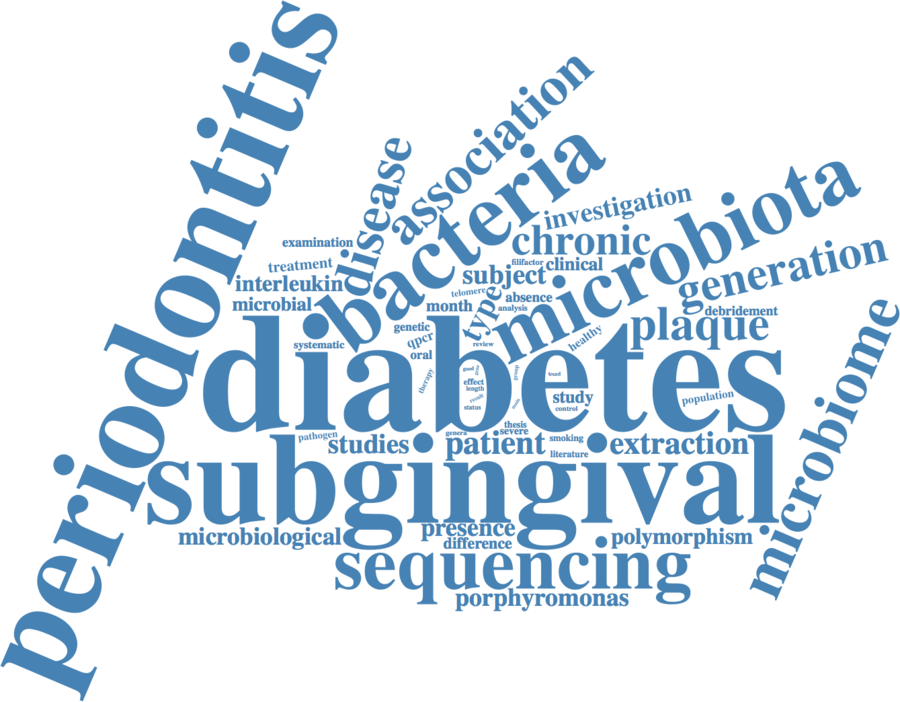 periodontitis
disease
association
bacteria
microbiota
investigation
chronic
generation
examination
treatment
interleukin
microbial
filifactor
clinical
subject
telomere
month
type
absence
analysis
debridement
plaque
genetic
qpcr
oral
systematic
review
healthy
diabetes
microbiome
therapy
good
effect
length
result
status
group
found
study
control
population
thesis
severe
genera
pathogen
studies
patient
smoking
literature
extraction
subgingival
microbiological
presence
difference
polymorphism
sequencing
porphyromonas